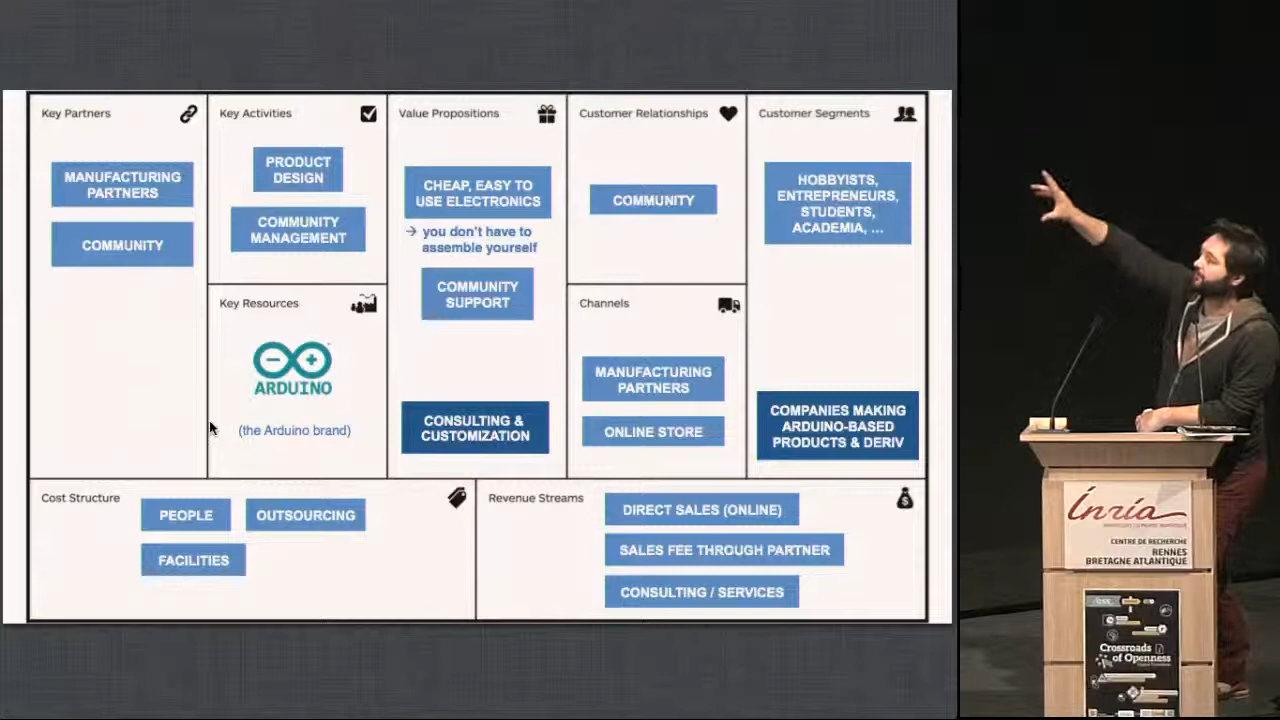 Key Partners
MANUFACTURING
PARTNERS
COMMUNITY
Key Activities
PRODUCT
DESIGN
COMMUNITY
MANAGEMENT
Key Resources
ARDUINO
(the Arduino brand)
Value Propositions
CHEAP, EASY TO
USE ELECTRONICS
→ you don't have to
assemble yourself
COMMUNITY
SUPPORT
CONSULTING &
CUSTOMIZATION
Customer Relationships
COMMUNITY
Channels
MANUFACTURING
PARTNERS
ONLINE STORE
Customer Segments
HOBBYISTS,
ENTREPRENEURS,
STUDENTS,
ACADEMIA, ...
COMPANIES MAKING
ARDUINO-BASED
PRODUCTS & DERIV
Cost Structure
PEOPLE
OUTSOURCING
FACILITIES
Revenue Streams
DIRECT SALES (ONLINE)
SALES FEE THROUGH PARTNER
CONSULTING / SERVICES
Inria
CENTRE DE RECHERCHE
RENNES
BRETAGNE ATLANTIQUE
Crossroads
of Openness